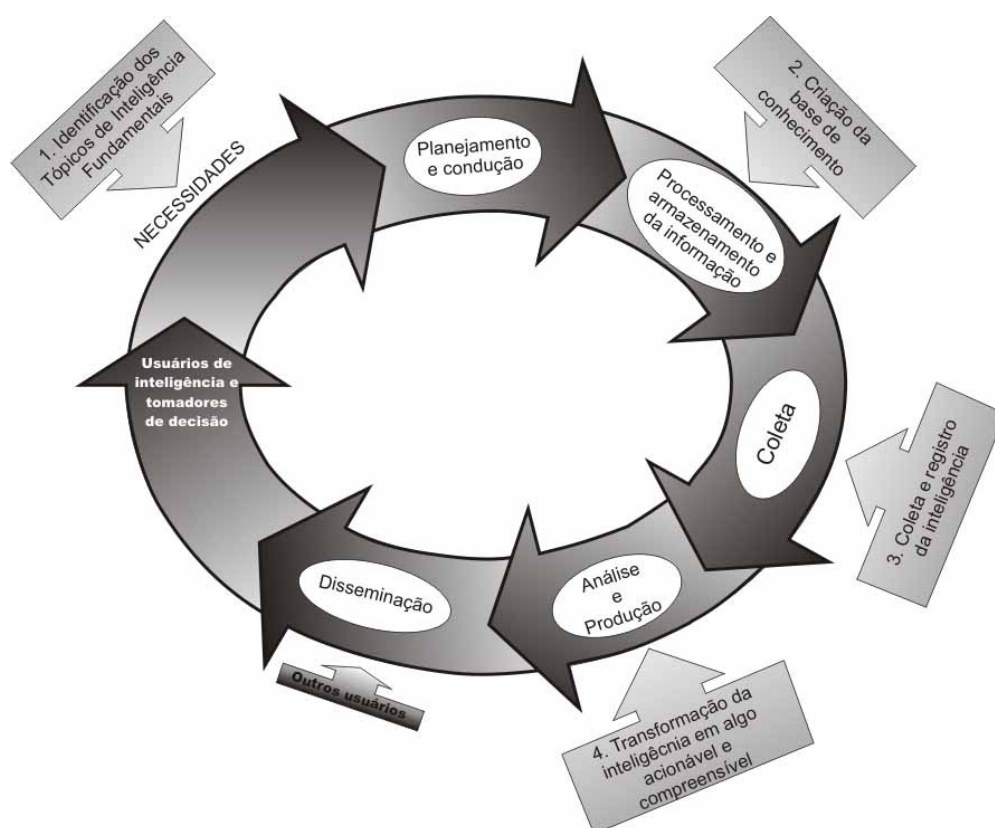 1. Identificação dos
Tópicos de Inteligência
Fundamentais
NECESSIDADES
Planejamento
e condução
2. Criação da
base de
conhecimento
Processamento e
armazenamento
da informação
Coleta
3. Coleta e registro
da inteligência
Análise
e
Produção
4. Transformação da
inteligêcnia em algo
acionável e
compreensível
Disseminação
Outros usuários
Usuários de
inteligência e
tomadores
de decisão